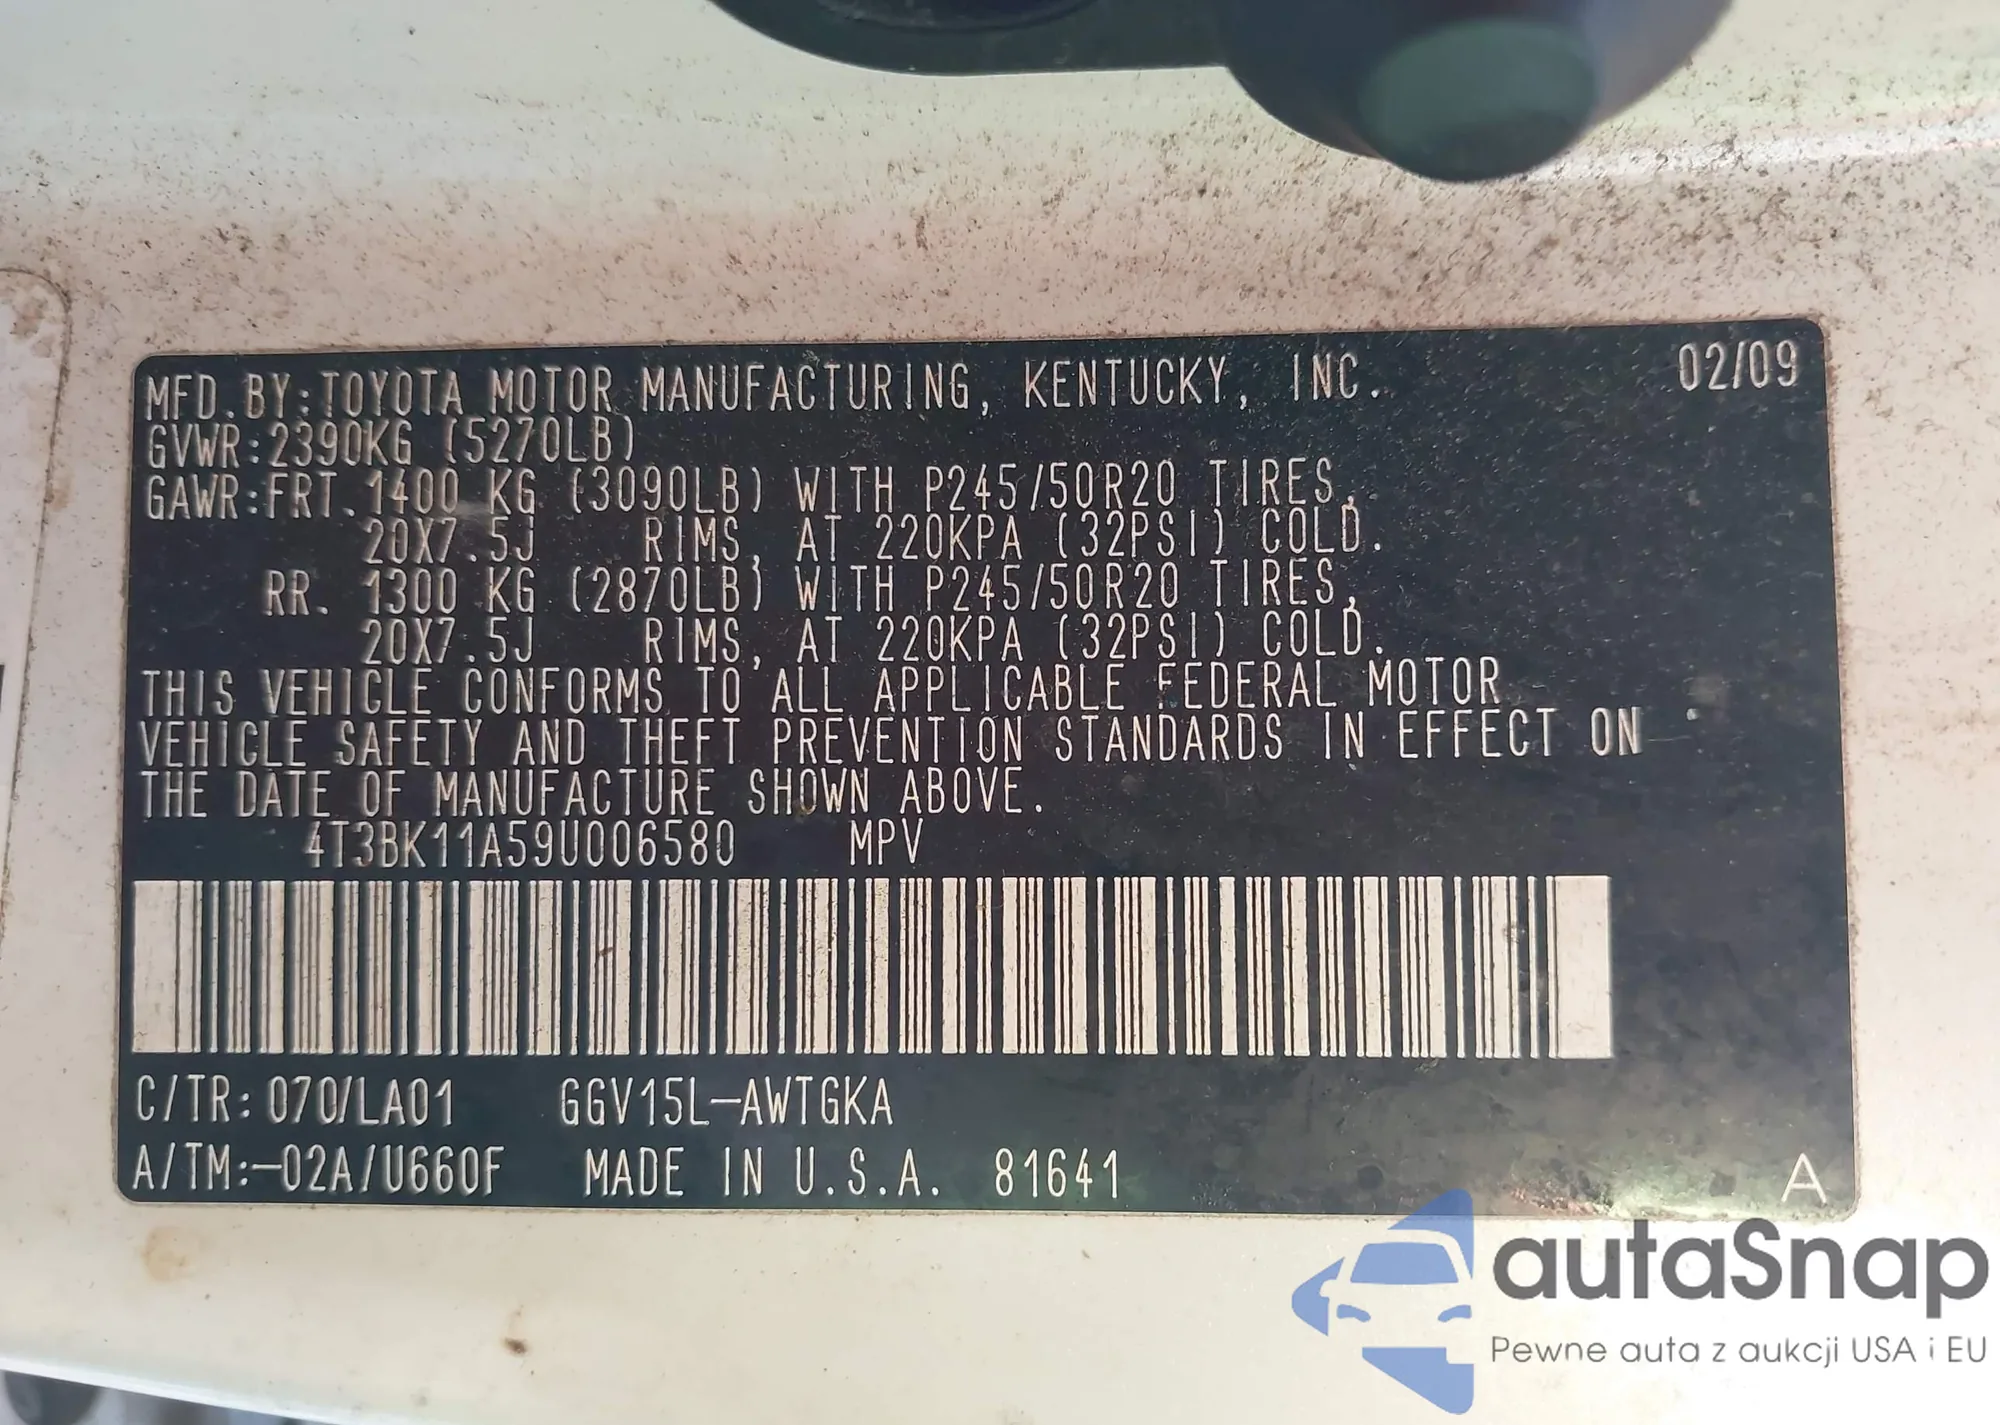 MFD.BY:TOYOTA MOTOR MANUFACTURING, KENTUCKY, INC. 02/09
GVWR:2390KG (5270LB)
GAWR:FRT.1400 KG (3090LB) WITH P245/50R20 TIRES,
20X7.5J RIMS, AT 220KPA (32PSI) COLD.
RR. 1300 KG (2870LB) WITH P245/50R20 TIRES,
20X7.5J RIMS, AT 220KPA (32PSI) COLD.
THIS VEHICLE CONFORMS TO ALL APPLICABLE FEDERAL MOTOR
VEHICLE SAFETY AND THEFT PREVENTION STANDARDS IN EFFECT ON
THE DATE OF MANUFACTURE SHOWN ABOVE.
4T3BK11A59U006580 MPV
C/TR:070/LA01 GGV15L-AWTGKA
A/TM:-02A/U660F MADE IN U.S.A. 81641 A
autaSnap
Pewne auta z aukcji USA i EU